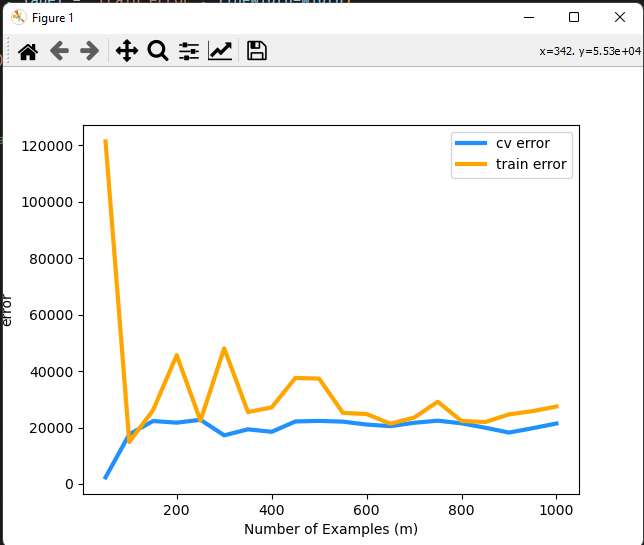 Figure 1
x=342. y=5.53e+04
120000
100000
80000
60000
40000
20000
0
error
cv error
train error
200
400
600
800
1000
Number of Examples (m)